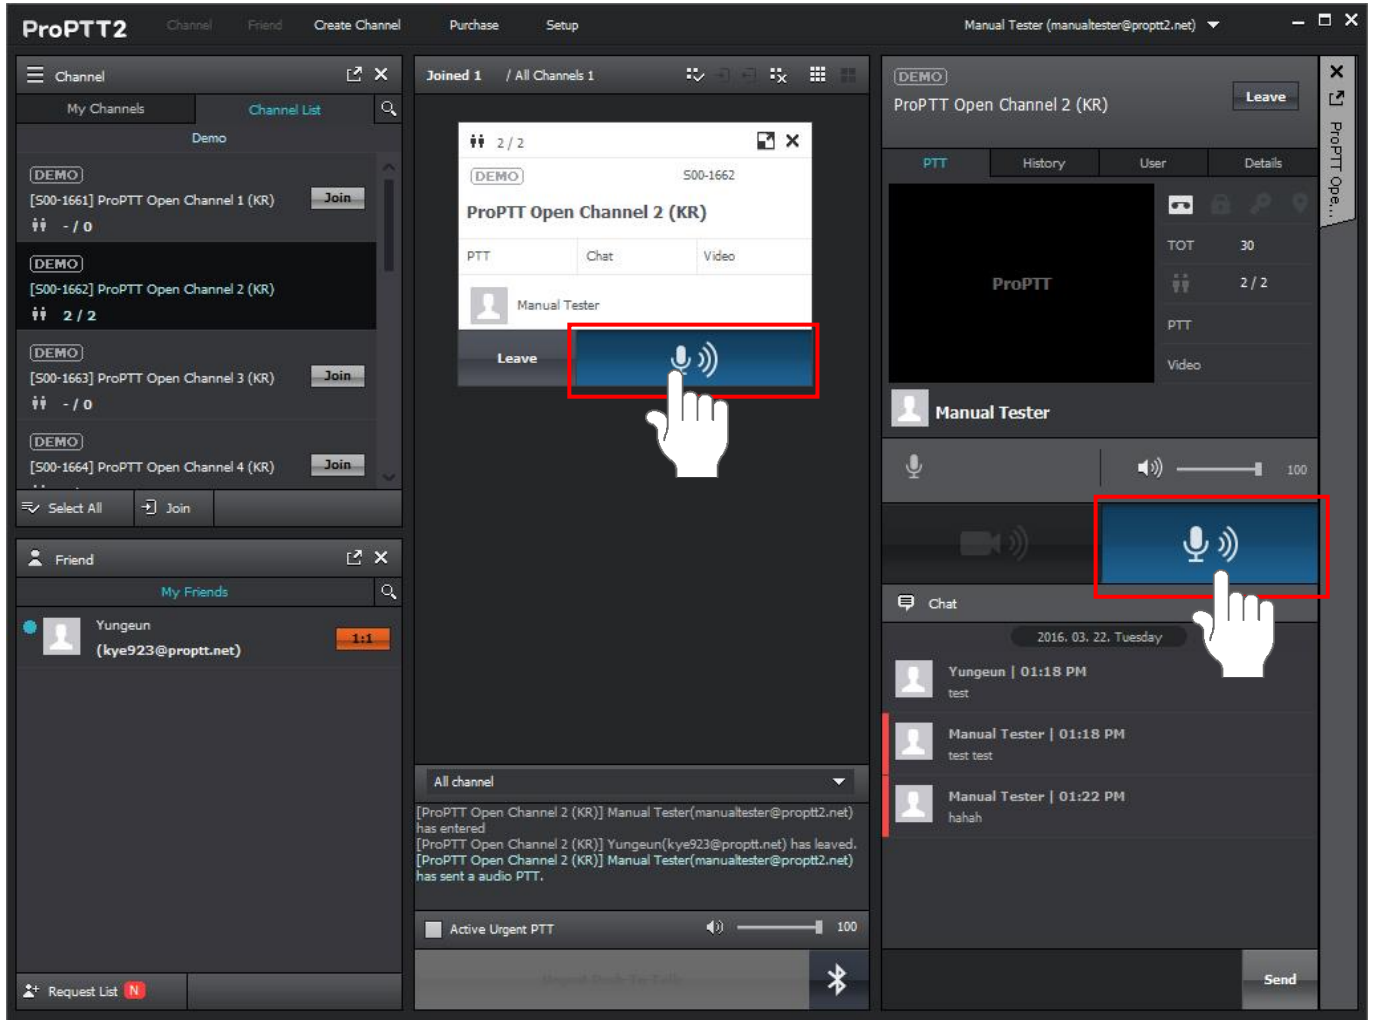 ProPTT2
Channel
Friend
Create Channel
Purchase
Setup
Manual Tester (manualtester@proptt2.net)
Channel
My Channels
Channel List
Demo
DEMO
[S00-1661] ProPTT Open Channel 1 (KR)
Join
- / 0
DEMO
[S00-1662] ProPTT Open Channel 2 (KR)
2 / 2
DEMO
[S00-1663] ProPTT Open Channel 3 (KR)
Join
- / 0
DEMO
[S00-1664] ProPTT Open Channel 4 (KR)
Join
Select All
Join
Friend
My Friends
Yungeun
(kye923@proptt.net)
1:1
Request List N
Joined 1 / All Channels 1
2 / 2
DEMO
S00-1662
ProPTT Open Channel 2 (KR)
PTT
Chat
Video
Manual Tester
Leave
All channel
[ProPTT Open Channel 2 (KR)] Manual Tester(manualtester@proptt2.net)
has entered
[ProPTT Open Channel 2 (KR)] Yungeun(kye923@proptt.net) has leaved.
[ProPTT Open Channel 2 (KR)] Manual Tester(manualtester@proptt2.net)
has sent a audio PTT.
Active Urgent PTT
100
DEMO
ProPTT Open Channel 2 (KR)
Leave
PTT
History
User
Details
ProPTT
TOT 30
2 / 2
PTT
Video
Manual Tester
100
Chat
2016. 03. 22. Tuesday
Yungeun | 01:18 PM
test
Manual Tester | 01:18 PM
test test
Manual Tester | 01:22 PM
hahah
Send
ProPTT Ope...